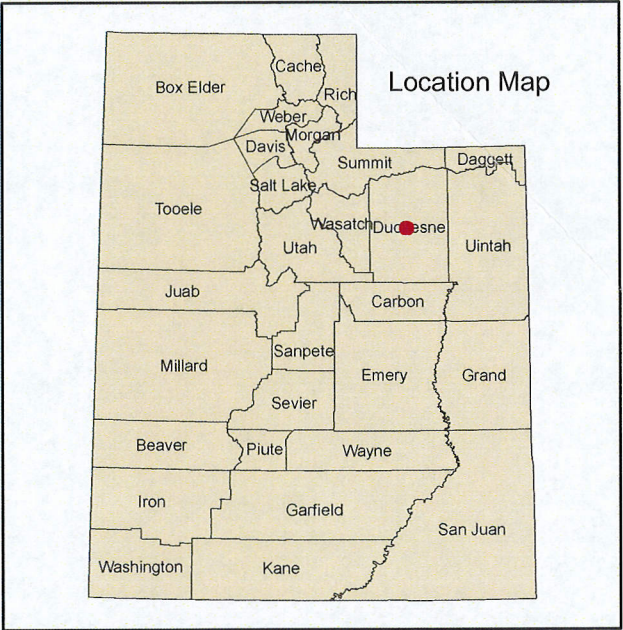 Location Map
Cache
Box Elder
Rich
Weber
Morgan
Davis
Summit
Daggett
Salt Lake
Tooele
Wasatch
Duchesne
Utah
Uintah
Juab
Carbon
Sanpete
Millard
Emery
Grand
Sevier
Beaver
Piute
Wayne
Iron
Garfield
San Juan
Washington
Kane